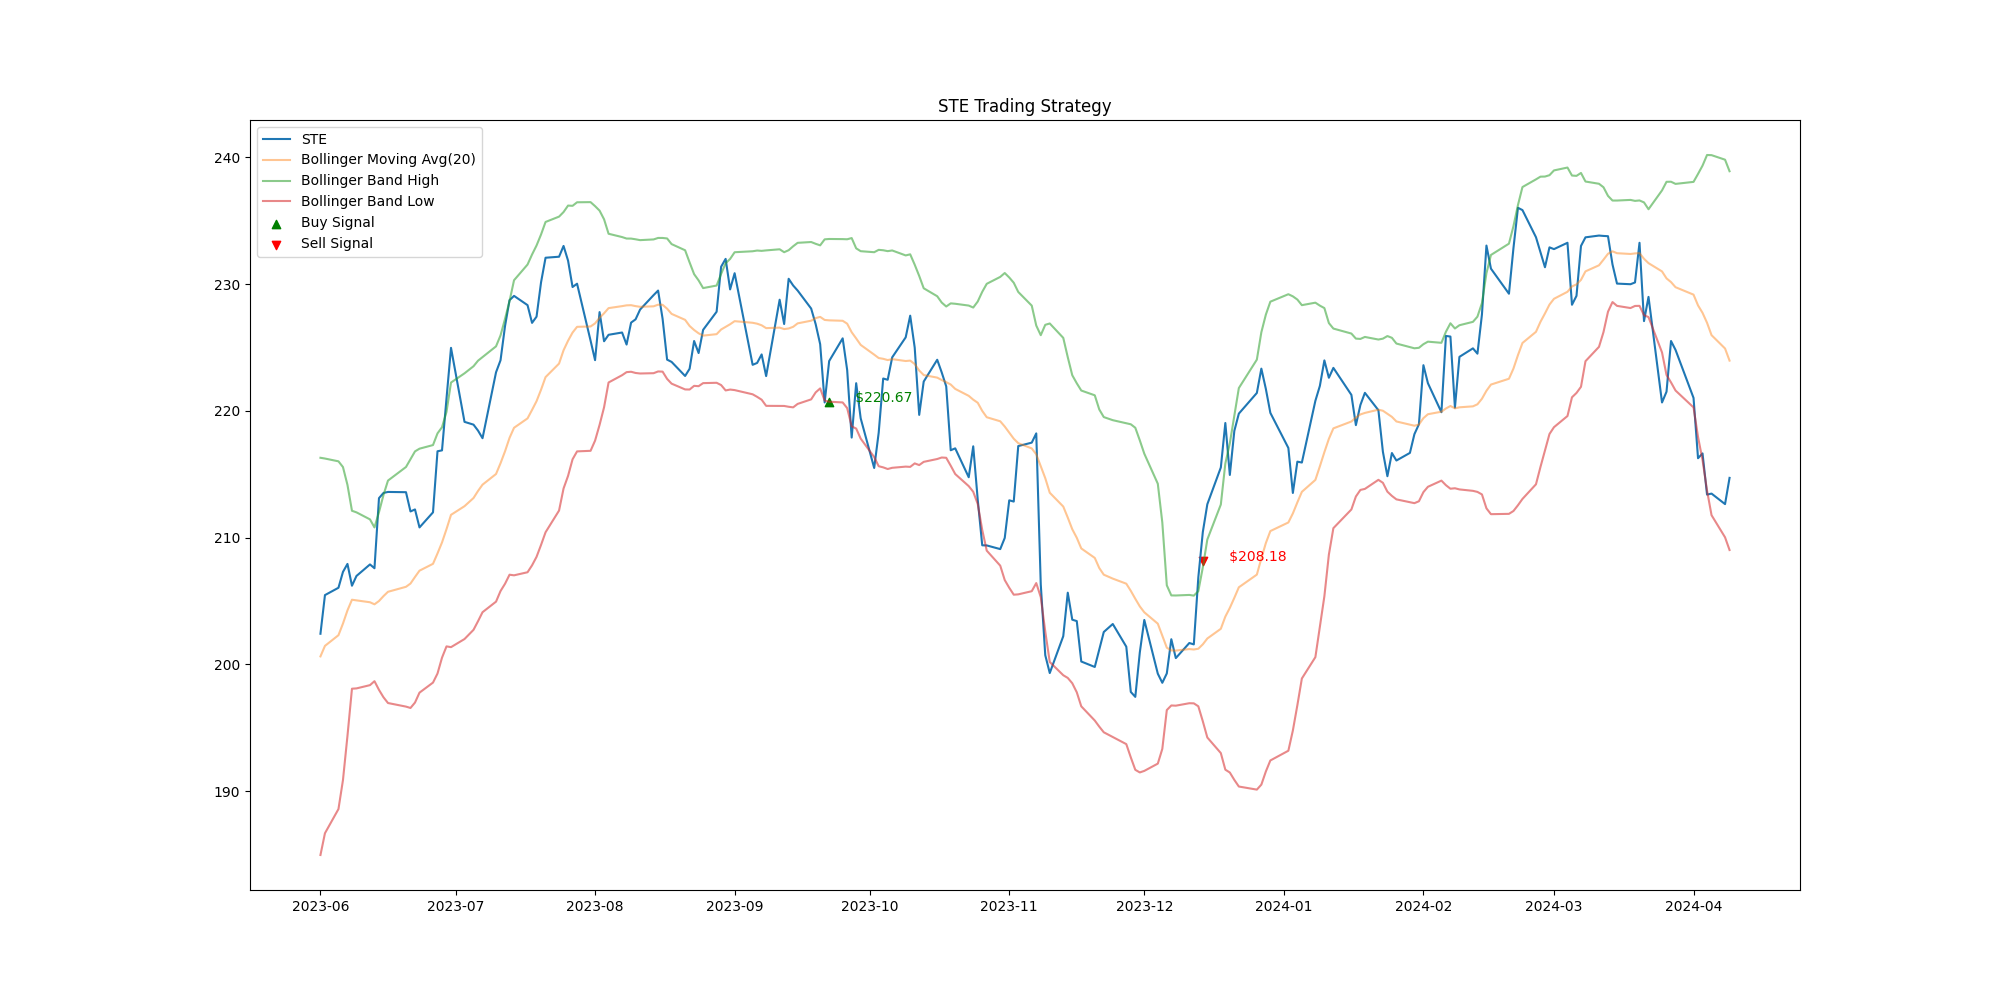 STE Trading Strategy
STE
Bollinger Moving Avg(20)
Bollinger Band High
Bollinger Band Low
Buy Signal
Sell Signal
240
230
220
210
200
190
$220.67
$208.18
2023-06 2023-07 2023-08 2023-09 2023-10 2023-11 2023-12 2024-01 2024-02 2024-03 2024-04